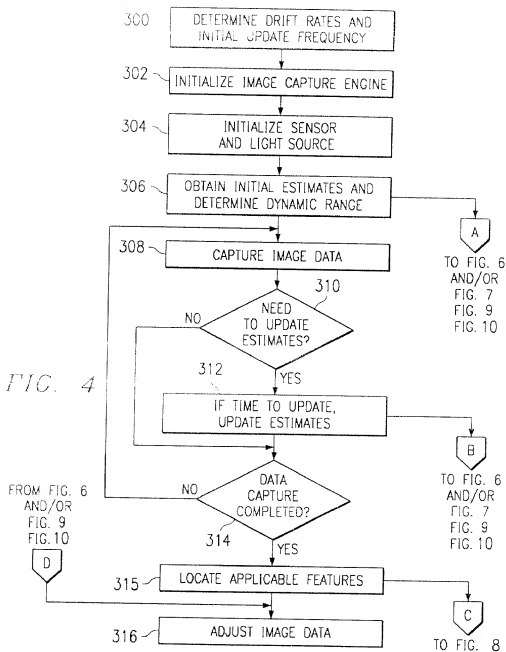 300
DETERMINE DRIFT RATES AND
INITIAL UPDATE FREQUENCY
302
INITIALIZE IMAGE CAPTURE ENGINE
304
INITIALIZE SENSOR
AND LIGHT SOURCE
306
OBTAIN INITIAL ESTIMATES AND
DETERMINE DYNAMIC RANGE
A
TO FIG. 6
AND/OR
FIG. 7
FIG. 9
FIG. 10
308
CAPTURE IMAGE DATA
310
NEED
TO UPDATE
ESTIMATES?
NO
YES
FIG. 4
312
IF TIME TO UPDATE,
UPDATE ESTIMATES
B
TO FIG. 6
AND/OR
FIG. 7
FIG. 9
FIG. 10
DATA
CAPTURE
COMPLETED?
NO
314
YES
FROM FIG. 6
AND/OR
FIG. 9
FIG.10
D
315
LOCATE APPLICABLE FEATURES
C
TO FIG. 8
316
ADJUST IMAGE DATA